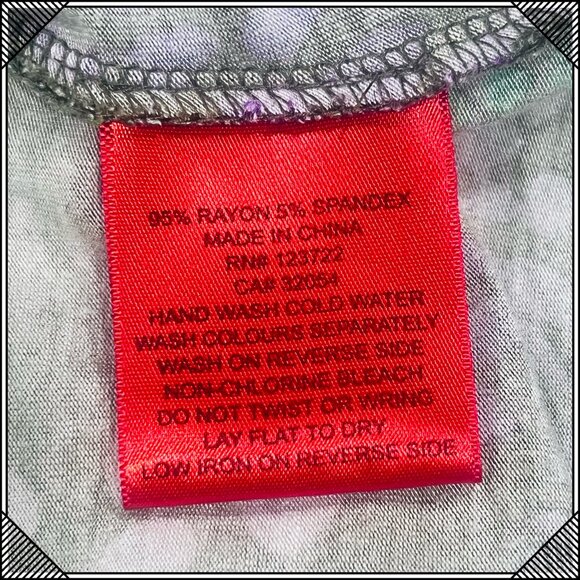 95% RAYON 5% SPANDEX
MADE IN CHINA
RN# 123722
CA# 32054
HAND WASH COLD WATER
WASH COLOURS SEPARATELY
WASH ON REVERSE SIDE
NON-CHLORINE BLEACH
DO NOT TWIST OR WRING
LAY FLAT TO DRY
LOW IRON ON REVERSE SIDE